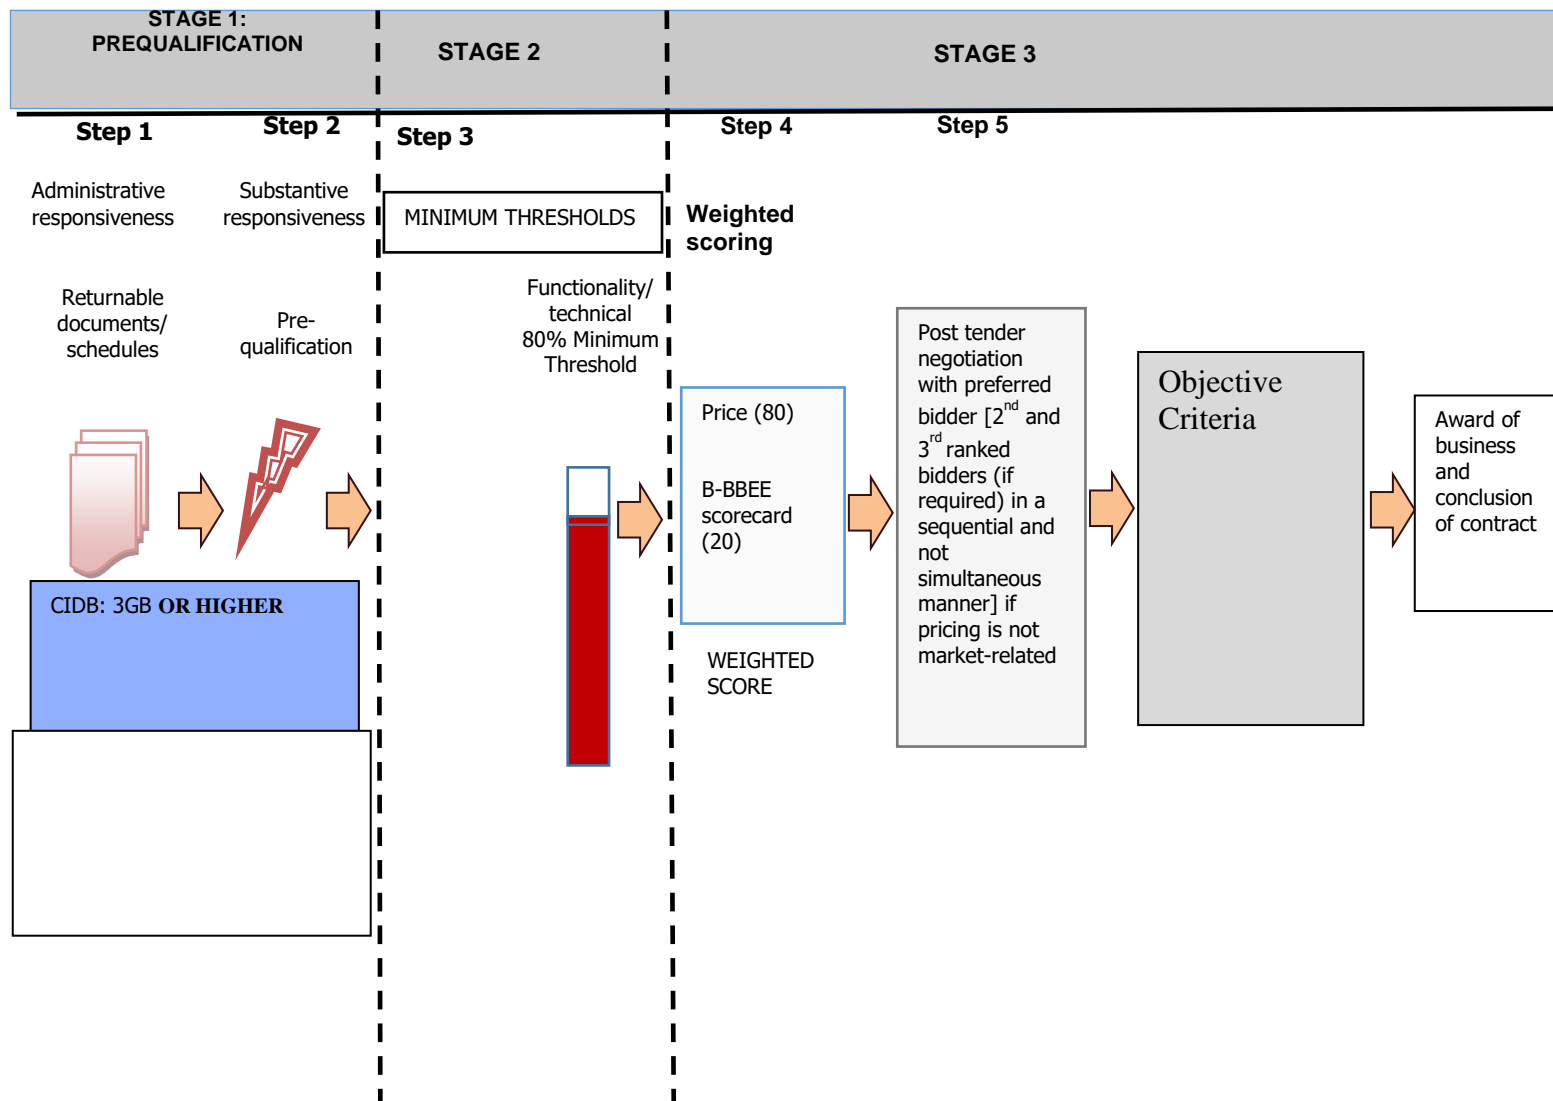 STAGE 1:
PREQUALIFICATION
STAGE 2
STAGE 3
Step 1
Step 2
Step 3
Step 4
Step 5
Administrative
responsiveness
Substantive
responsiveness
MINIMUM THRESHOLDS
Weighted
scoring
Returnable
documents/
schedules
Pre-
qualification
Functionality/
technical
80% Minimum
Threshold
Price (80)
B-BBEE
scorecard
(20)
WEIGHTED
SCORE
Post tender
negotiation
with preferred
bidder [2nd and
3rd ranked
bidders (if
required) in a
sequential and
not
simultaneous
manner] if
pricing is not
market-related
Objective
Criteria
Award of
business
and
conclusion
of contract
CIDB: 3GB OR HIGHER